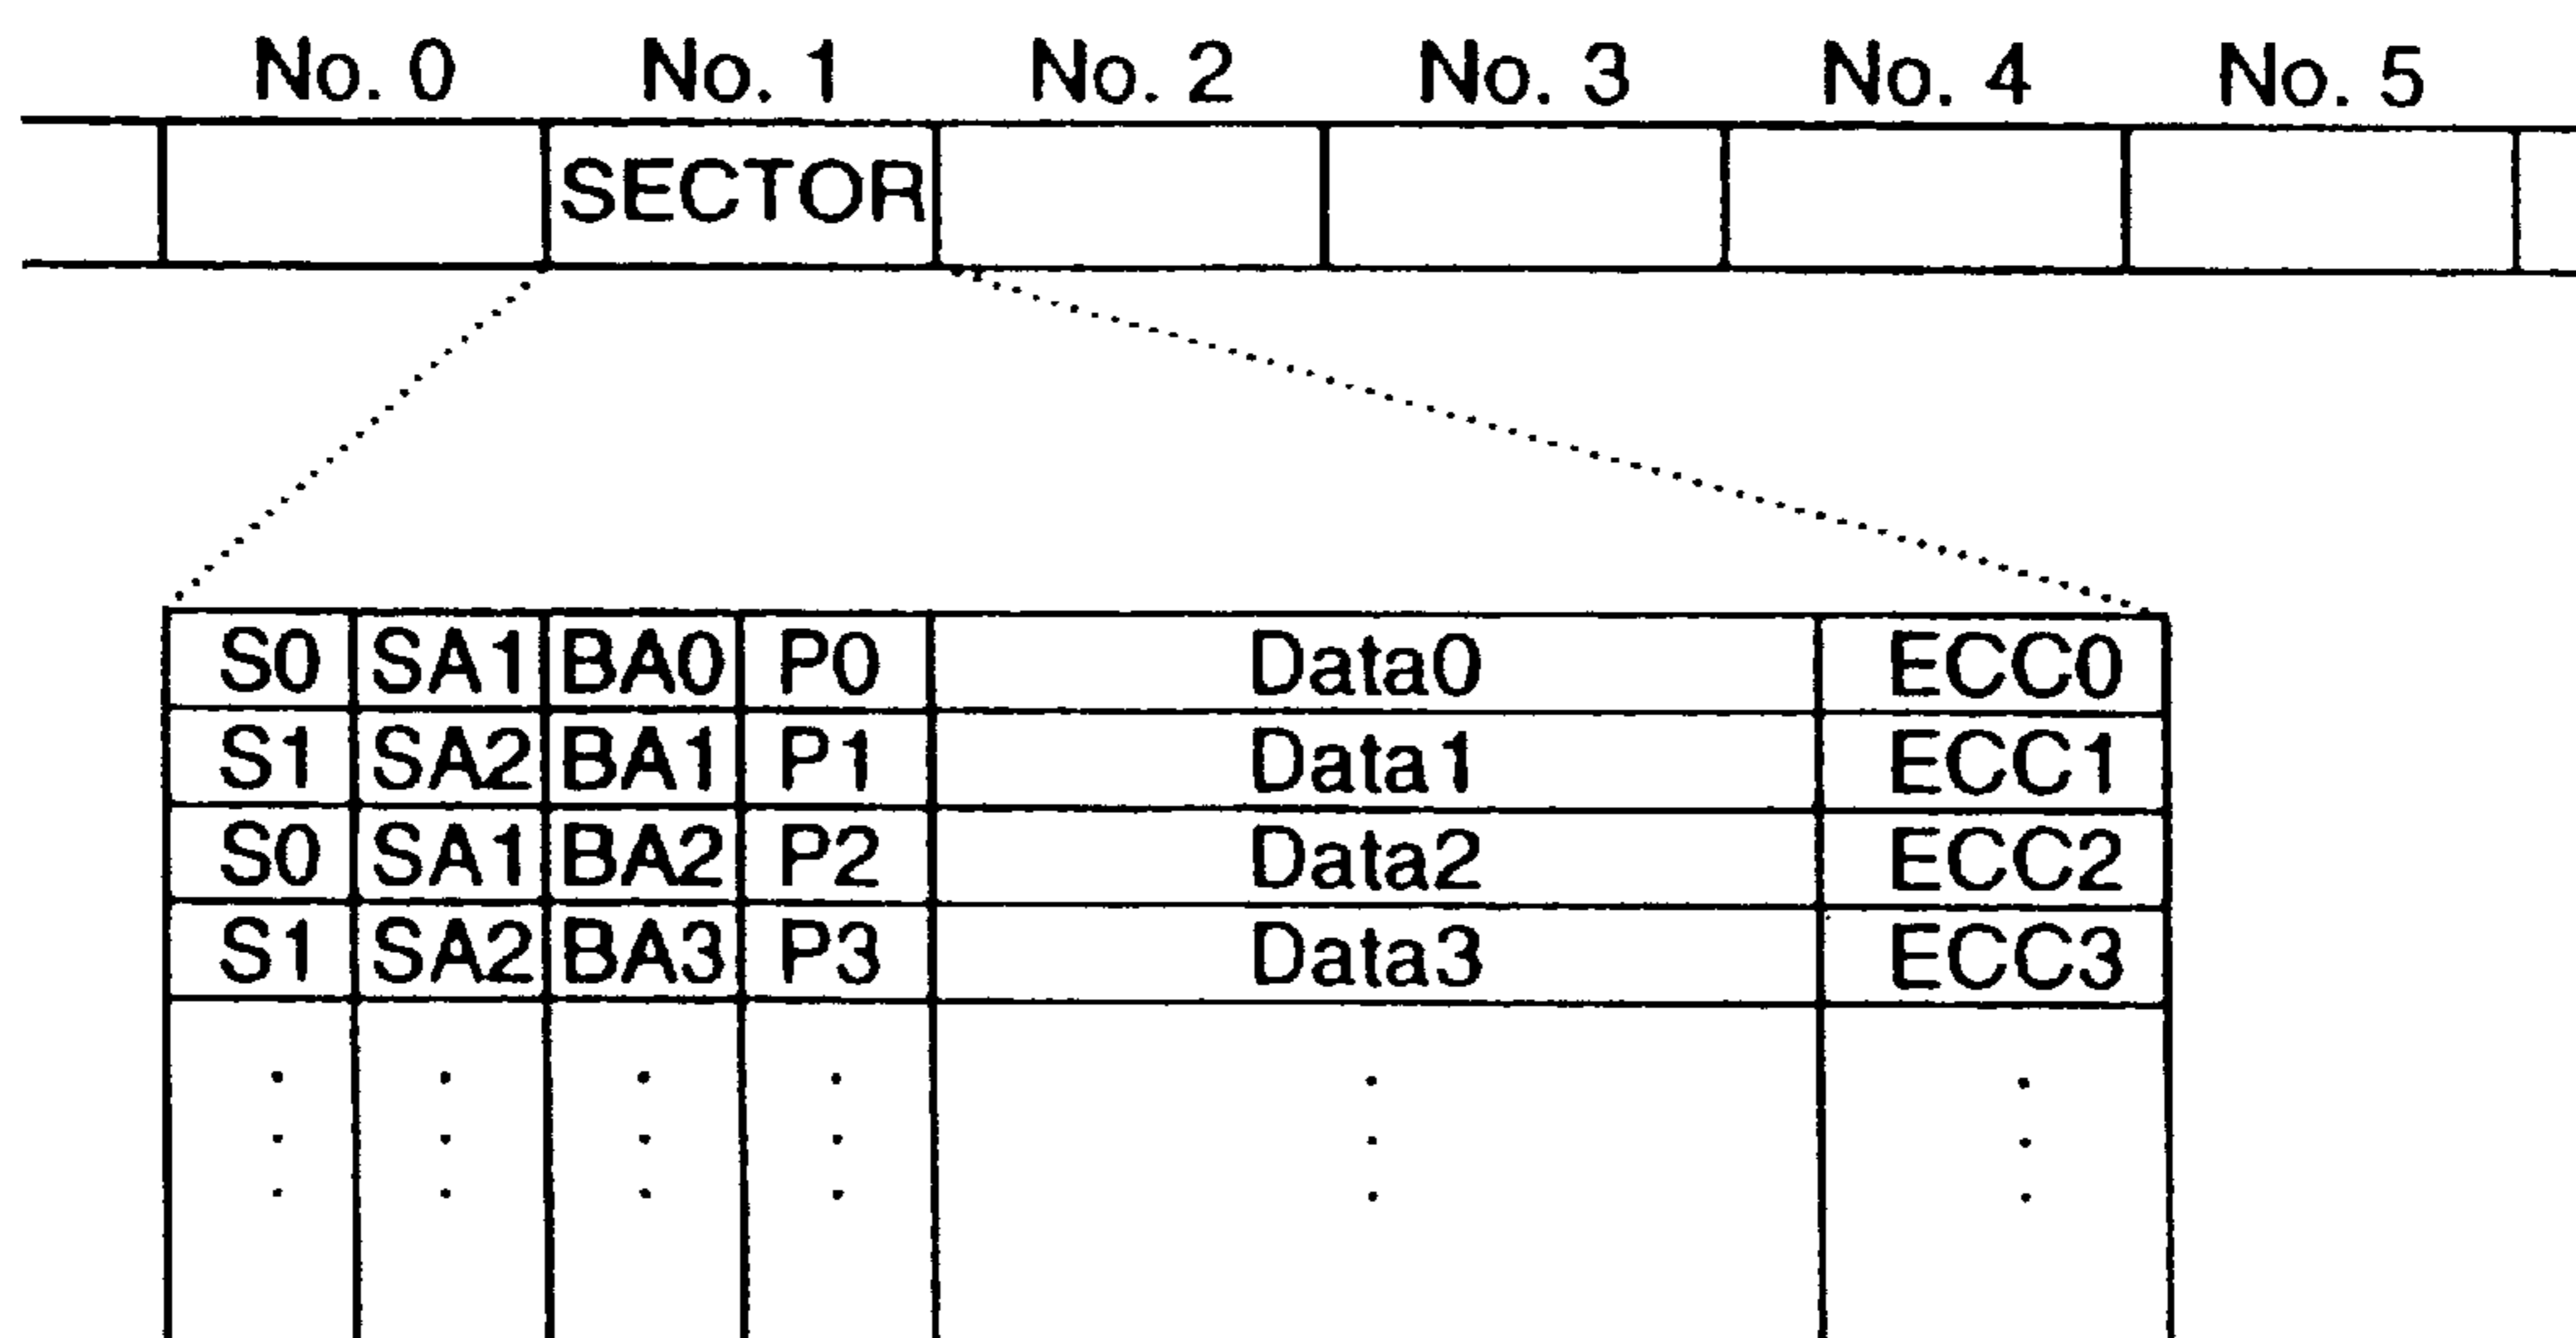 No. 0 No. 1 No. 2 No. 3 No. 4 No. 5
SECTOR
S0 SA1 BA0 P0 Data0 ECC0
S1 SA2 BA1 P1 Data1 ECC1
S0 SA1 BA2 P2 Data2 ECC2
S1 SA2 BA3 P3 Data3 ECC3